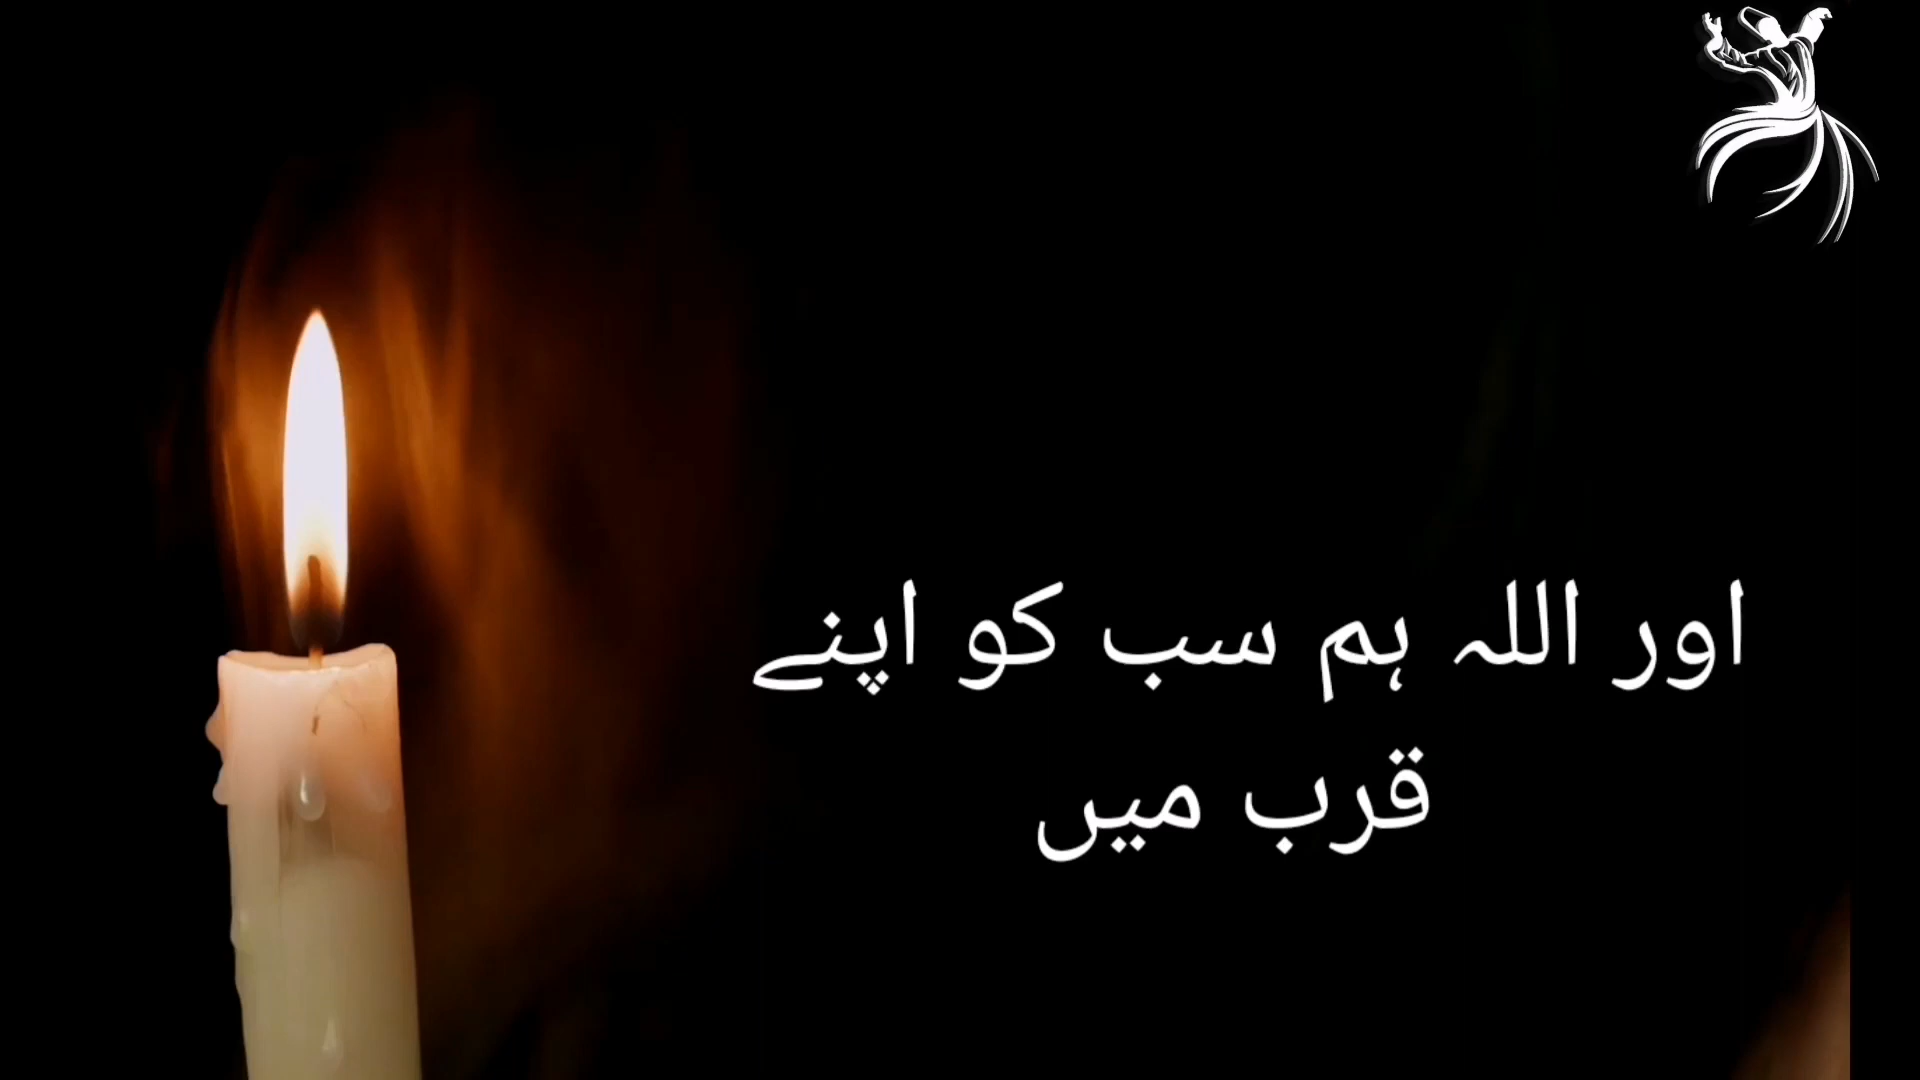 اور اللہ ہم سب کو اپنے
قرب میں